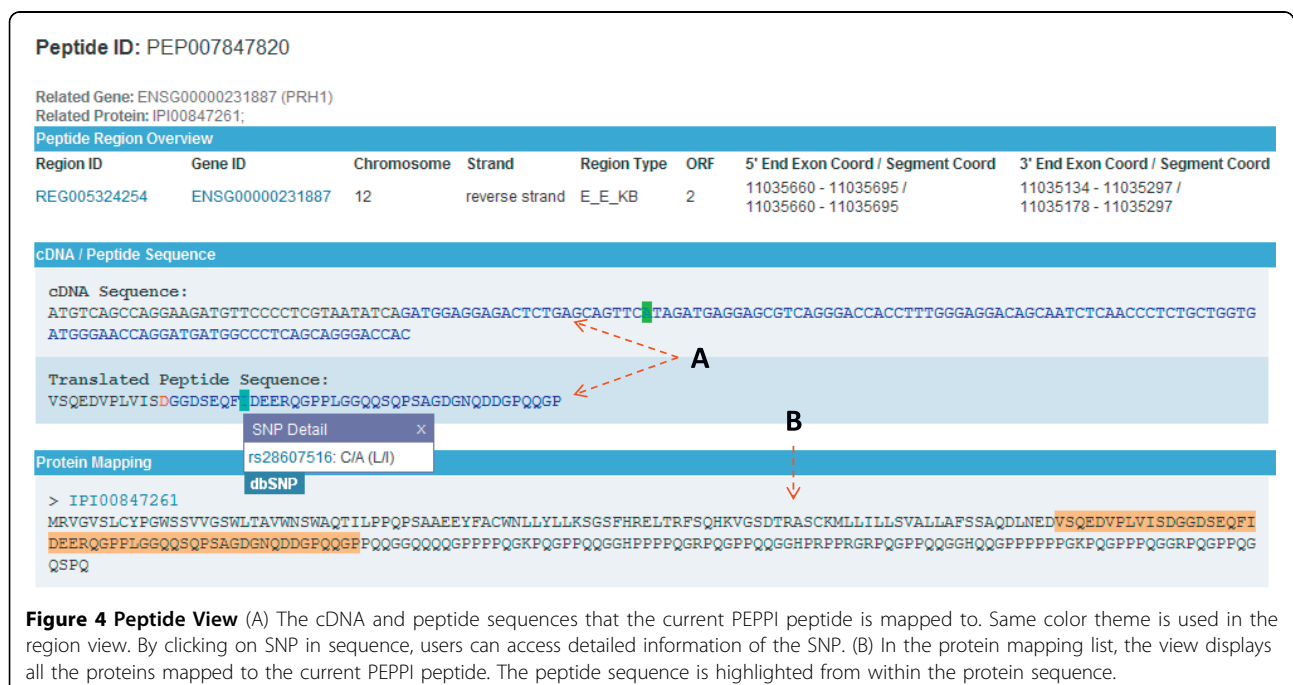 Peptide ID: PEP007847820
Related Gene: ENSG00000231887 (PRH1)
Related Protein: IPI00847261;
Peptide Region Overview
Region ID Gene ID Chromosome Strand Region Type ORF 5' End Exon Coord / Segment Coord 3' End Exon Coord / Segment Coord
REG005324254 ENSG00000231887 12 reverse strand E_E_KB 2 11035660 - 11035695 / 11035134 - 11035297 /
11035660 - 11035695 11035178 - 11035297
cDNA / Peptide Sequence
cDNA Sequence:
ATGTCAGCCAGGAAGATGTTCCCCTCGTAATATCAGATGGAGGAGACTCTGAGCAGTTCATAGATGAGGAGCGTCAGGGACCACCTTTGGGAGGACAGCAATCTCAACCCTCTGCTGGTG
ATGGGAACCAGGATGATGGCCCTCAGCAGGGACCAC
A
Translated Peptide Sequence:
VSQEDVPLVISDGGDSEQFIDEERQGPPLGGQQSQPSAGDGNQDDGPQQGP
SNP Detail X
B
rs28607516: C/A (L/I)
dbSNP
Protein Mapping
> IPI00847261
MRVGVSLCYPGWSSVVGSWLTAVWNSWAQTILPPQPSAAEEYFACWNLLYLLKSGSFHRELTRFSQHKVGSDTRASCKMLLILLSVALLAFSSAQDLNEDVSQEDVPLVISDGGDSEQFI
DEERQGPPLGGQQSQPSAGDGNQDDGPQQGPPQQGGQQQQGPPPPQGKPQGPPQQGGHPPPPQGRPQGPPQQGGHPRPPRGRPQGPPQQGGHQQGPPPPPPGKPQGPPPQGGRPQGPPQG
QSPQ
Figure 4 Peptide View (A) The cDNA and peptide sequences that the current PEPPI peptide is mapped to. Same color theme is used in the
region view. By clicking on SNP in sequence, users can access detailed information of the SNP. (B) In the protein mapping list, the view displays
all the proteins mapped to the current PEPPI peptide. The peptide sequence is highlighted from within the protein sequence.